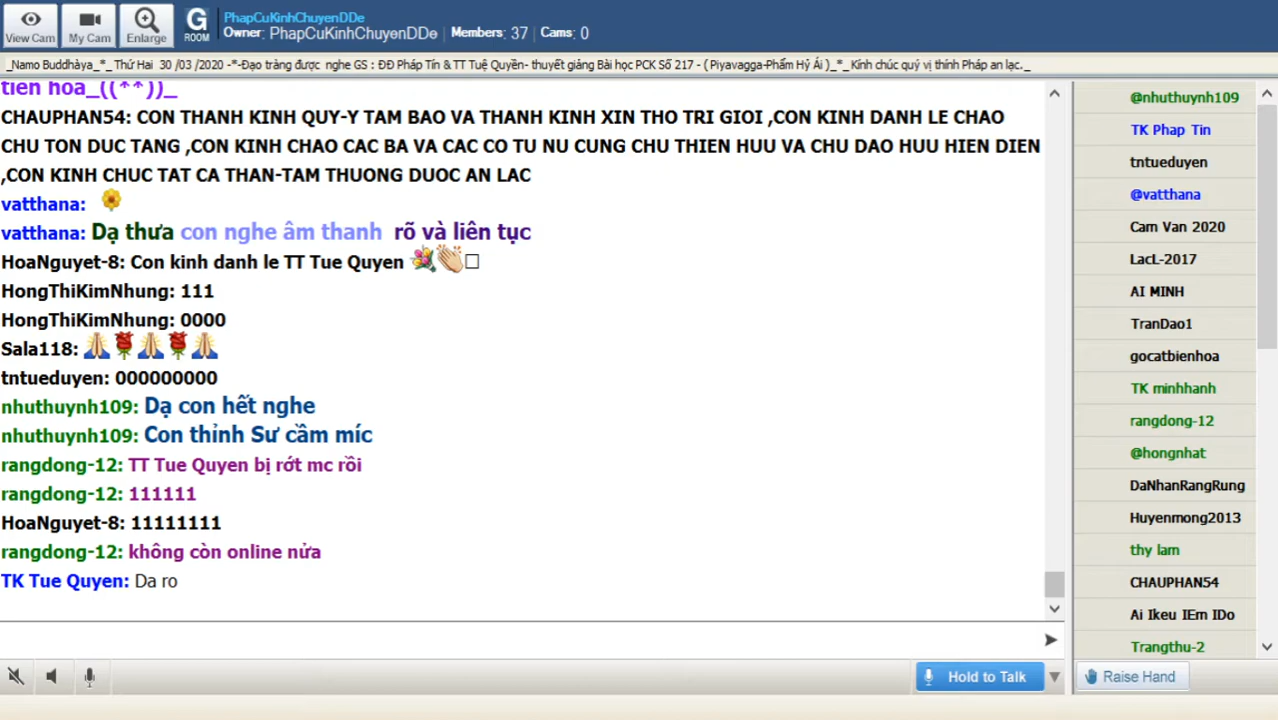 View Cam
My Cam
Enlarge
G
ROOM
PhapCuKinhChuyenDDe
Owner: PhapCuKinhChuyenDDe Members: 37 Cams: 0
_Namo Buddhàya_*_ Thứ Hai 30 /03 /2020 -*-Đạo tràng được nghe GS : ĐĐ Pháp Tín & TT Tuệ Quyền- thuyết giảng Bài học PCK Số 217 - ( Piyavagga-Phẩm Hỷ Ái )_*_ Kính chúc quý vị thính Pháp an lạc._
tien hoa_((**))_
CHAUPHAN54: CON THANH KINH QUY-Y TAM BAO VA THANH KINH XIN THO TRI GIOI ,CON KINH DANH LE CHAO
CHU TON DUC TANG ,CON KINH CHAO CAC BA VA CAC CO TU NU CUNG CHU THIEN HUU VA CHU DAO HUU HIEN DIEN
,CON KINH CHUC TAT CA THAN-TAM THUONG DUOC AN LAC
vatthana:
vatthana: Dạ thưa con nghe âm thanh rõ và liên tục
HoaNguyet-8: Con kinh danh le TT Tue Quyen
HongThiKimNhung: 111
HongThiKimNhung: 0000
Sala118:
tntueduyen: 000000000
nhuthuynh109: Dạ con hết nghe
nhuthuynh109: Con thỉnh Sư cầm míc
rangdong-12: TT Tue Quyen bị rớt mc rồi
rangdong-12: 111111
HoaNguyet-8: 11111111
rangdong-12: không còn online nửa
TK Tue Quyen: Da ro
@nhuthuynh109
TK Phap Tin
tntueduyen
@vatthana
Cam Van 2020
LacL-2017
AI MINH
TranDao1
gocatbienhoa
TK minhhanh
rangdong-12
@hongnhat
DaNhanRangRung
Huyenmong2013
thy lam
CHAUPHAN54
Ai Ikeu IEm IDo
Trangthu-2
Hold to Talk
Raise Hand